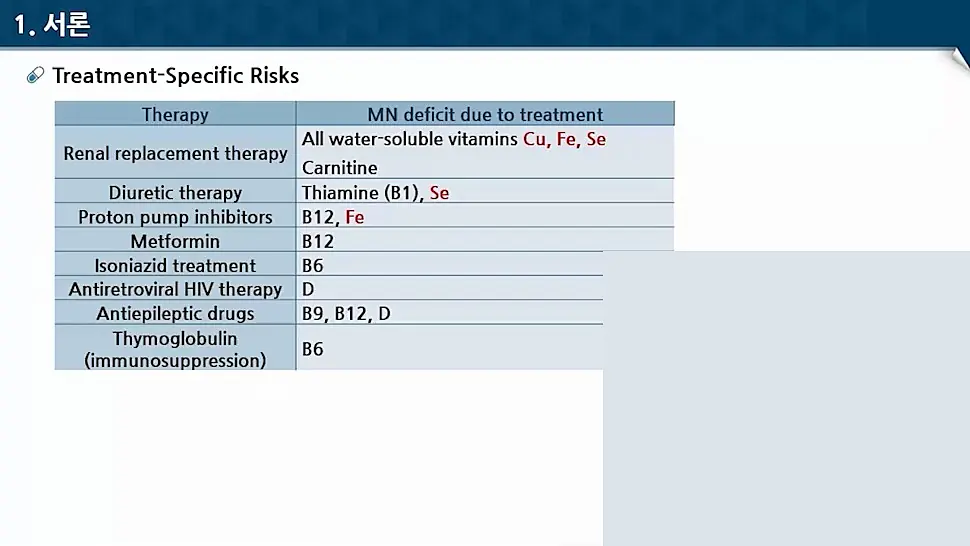 1. 서론
Treatment-Specific Risks
Therapy MN deficit due to treatment
Renal replacement therapy All water-soluble vitamins Cu, Fe, Se
Carnitine
Diuretic therapy Thiamine (B1), Se
Proton pump inhibitors B12, Fe
Metformin B12
Isoniazid treatment B6
Antiretroviral HIV therapy D
Antiepileptic drugs B9, B12, D
Thymoglobulin
(immunosuppression) B6